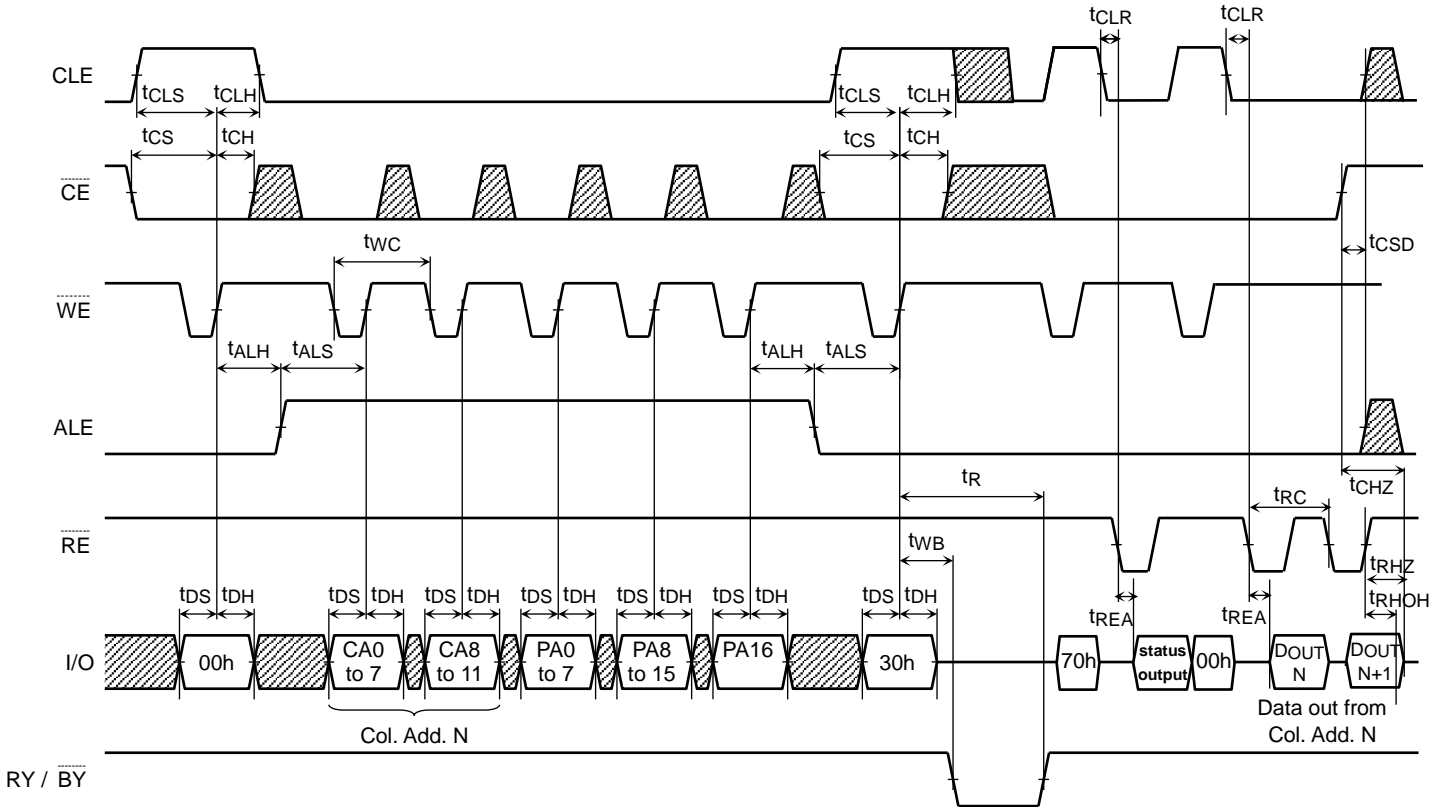 tCLR tCLR
CLE
tCLS tCLH tCLS tCLH
tCS tCH tCS tCH
CE
tWC tCSD
WE
tALH tALS tALH tALS
ALE
tR tCHZ
tRC
RE
tWB
tRHZ
tDS tDH tDS tDH tDS tDH tDS tDH tDS tDH tDS tDH tDS tDH tREA tREA tRHOH
I/O
00h
CA0 to 7
CA8 to 11
PA0 to 7
PA8 to 15
PA16
30h
70h
status output
00h
DOUT N
DOUT N+1
Col. Add. N
Data out from
Col. Add. N
RY / BY